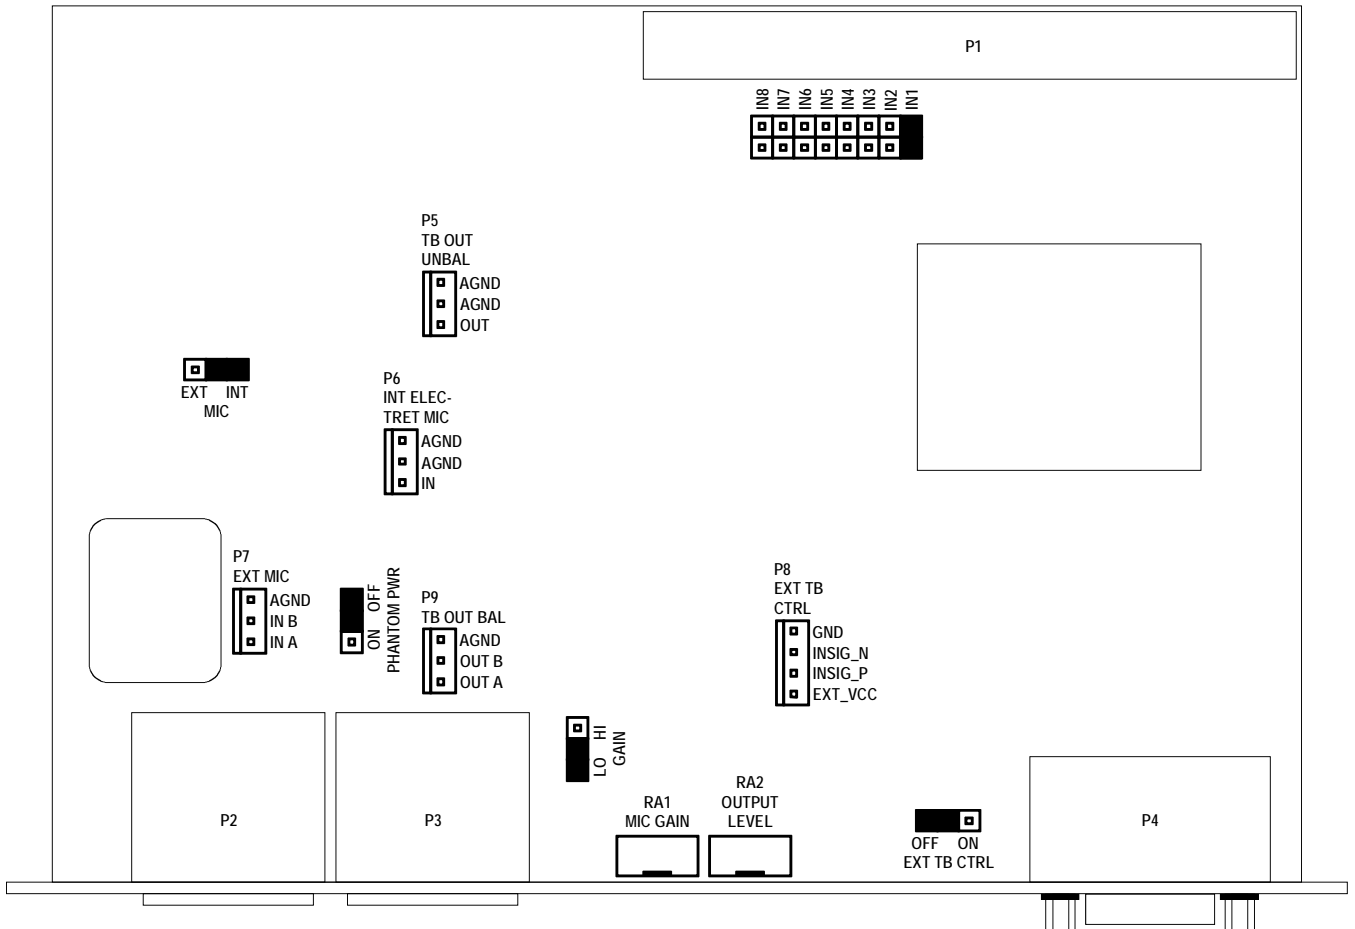 P1
IN8
IN7
IN6
IN5
IN4
IN3
IN2
IN1
P5
TB OUT
UNBAL
AGND
AGND
OUT
EXT INT
MIC
P6
INT ELEC-
TRET MIC
AGND
AGND
IN
P7
EXT MIC
AGND
IN B
IN A
ON OFF
PHANTOM PWR
P9
TB OUT BAL
AGND
OUT B
OUT A
P8
EXT TB
CTRL
GND
INSIG_N
INSIG_P
EXT_VCC
LO HI
GAIN
RA1
MIC GAIN
RA2
OUTPUT
LEVEL
OFF ON
EXT TB CTRL
P2
P3
P4